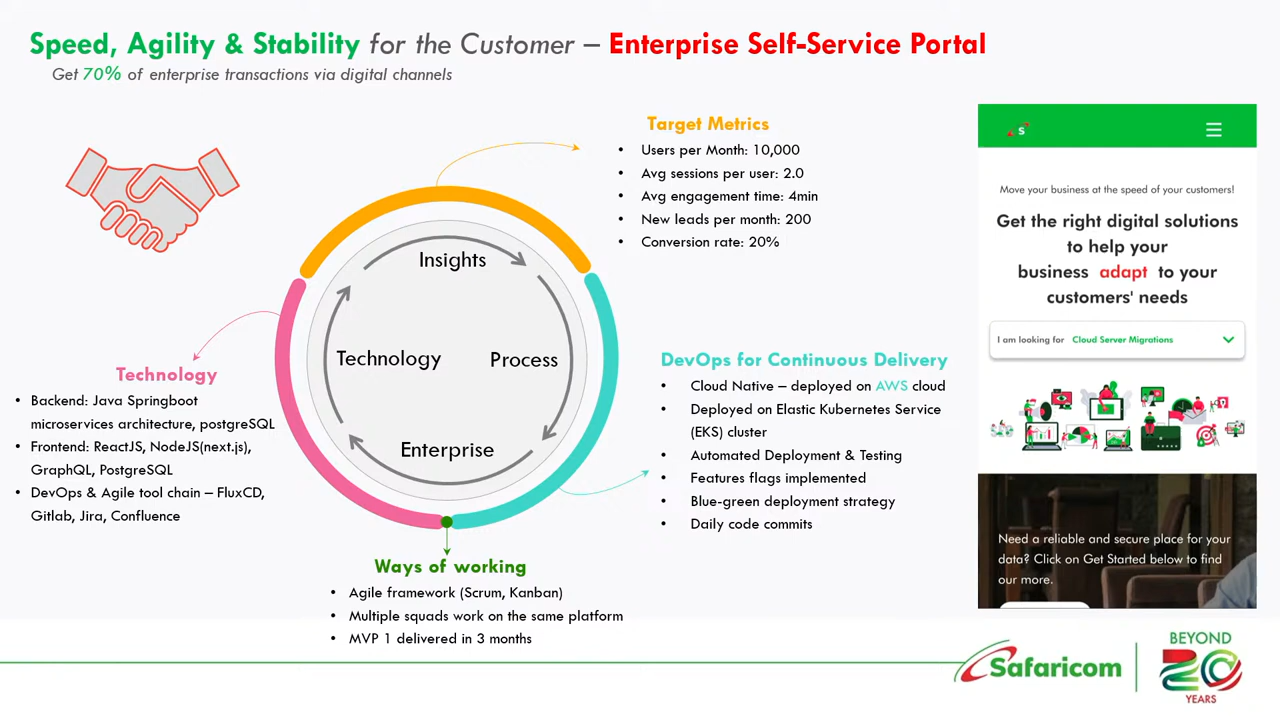 Speed, Agility & Stability for the Customer – Enterprise Self-Service Portal
Get 70% of enterprise transactions via digital channels
Target Metrics
• Users per Month: 10,000
• Avg sessions per user: 2.0
• Avg engagement time: 4min
• New leads per month: 200
• Conversion rate: 20%
Insights
Technology
Process
Enterprise
Technology
• Backend: Java Springboot
microservices architecture, postgreSQL
• Frontend: ReactJS, NodeJS(next.js),
GraphQL, PostgreSQL
• DevOps & Agile tool chain – FluxCD,
Gitlab, Jira, Confluence
DevOps for Continuous Delivery
• Cloud Native – deployed on AWS cloud
• Deployed on Elastic Kubernetes Service
(EKS) cluster
• Automated Deployment & Testing
• Features flags implemented
• Blue-green deployment strategy
• Daily code commits
Ways of working
• Agile framework (Scrum, Kanban)
• Multiple squads work on the same platform
• MVP 1 delivered in 3 months
s
Move your business at the speed of your customers!
Get the right digital solutions
to help your
business adapt to your
customers' needs
I am looking for Cloud Server Migrations
Need a reliable and secure place for your
data? Click on Get Started below to find
our more.
Safaricom
BEYOND
20
YEARS